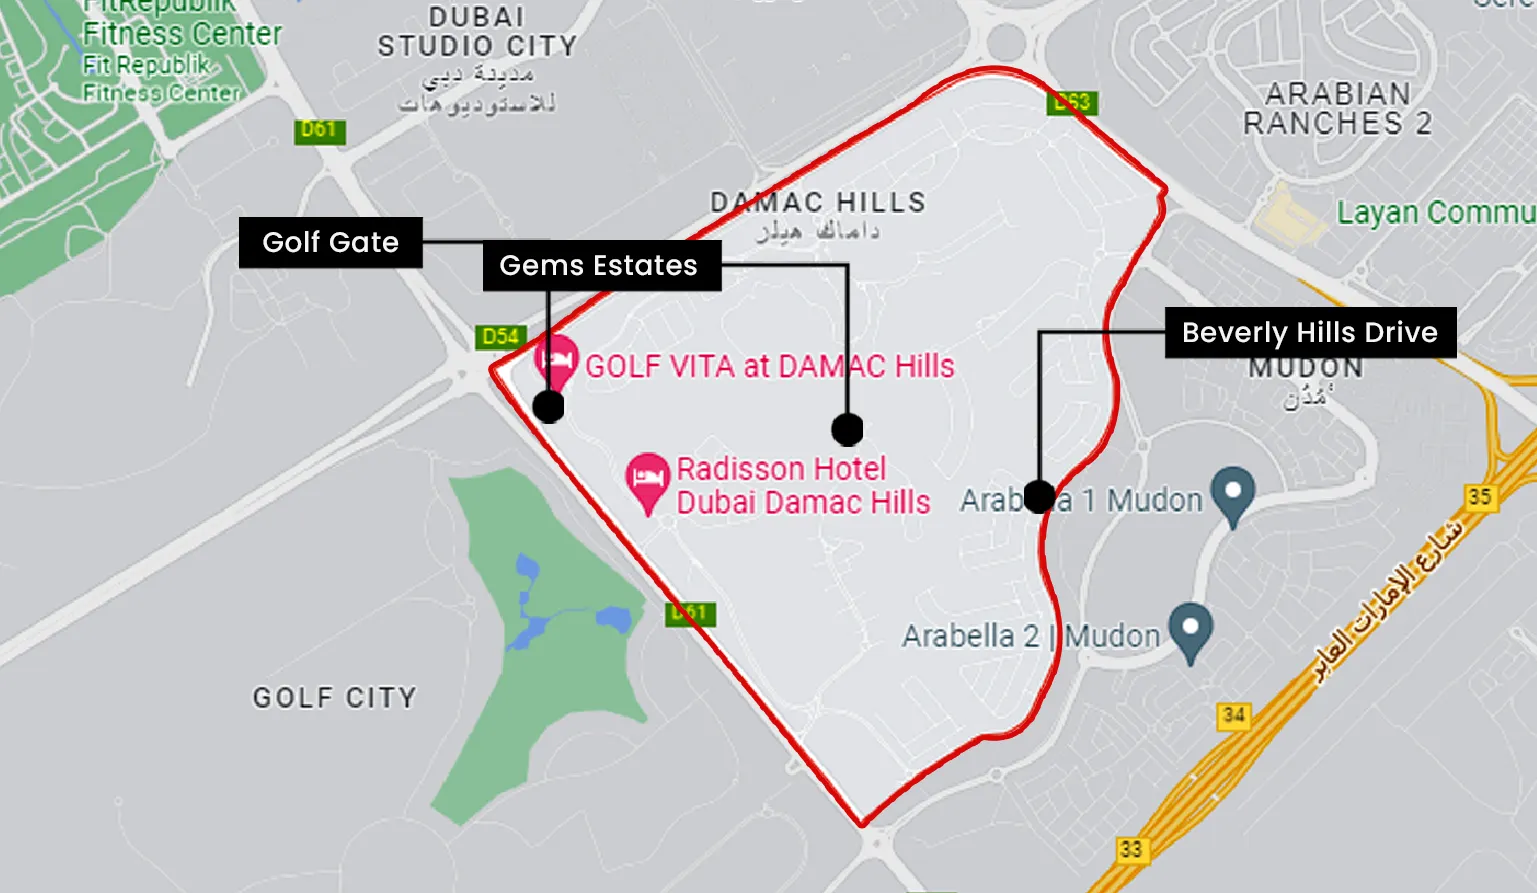 FitRepublik
Fitness Center
Fit Republik
Fitness Center
DUBAI
STUDIO CITY
مدينة دبي
للاستوديوهات
D61
D63
ARABIAN
RANCHES 2
Layan Commu
DAMAC HILLS
داماك هيلز
Golf Gate
Gems Estates
Beverly Hills Drive
D54
GOLF VITA at DAMAC Hills
MUDON
مُدُن
Radisson Hotel
Dubai Damac Hills
Arabella 1 Mudon
35
شارع الإمارات العابر
D61
Arabella 2 | Mudon
GOLF CITY
34
33